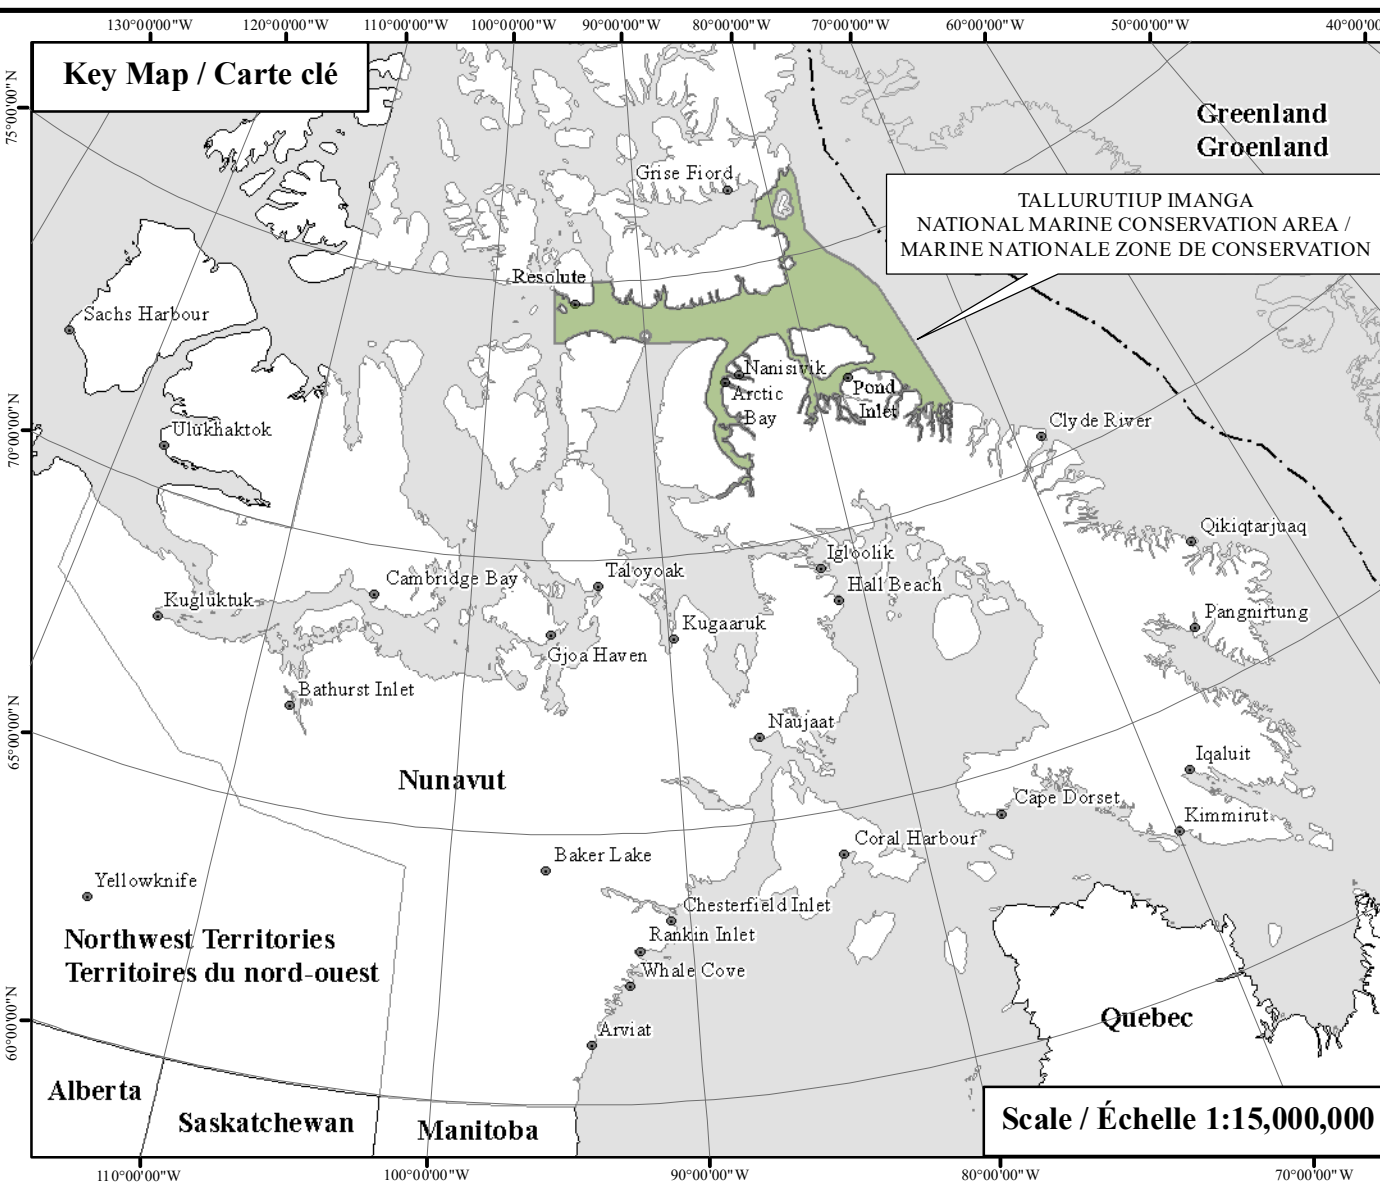 130°00'00"W 120°00'00"W 110°00'00"W 100°00'00"W 90°00'00"W 80°00'00"W 70°00'00"W 60°00'00"W 50°00'00"W 40°00'00"W
Key Map / Carte clé
75°00'00"N
Greenland
Groenland
Grise Fiord
TALLURUTIUP IMANGA
NATIONAL MARINE CONSERVATION AREA /
MARINE NATIONALE ZONE DE CONSERVATION
Resolute
Sachs Harbour
Nanisivik
Arctic
Bay
Pond
Inlet
70°00'00"N
Ulukhaktok
Clyde River
Qikiqtarjuaq
Igloolik
Taloyoak
Cambridge Bay
Hall Beach
Kugluktuk
Pangnirtung
Kugaaruk
Gjoa Haven
Bathurst Inlet
Naujaat
65°00'00"N
Iqaluit
Nunavut
Cape Dorset
Kimmirut
Coral Harbour
Baker Lake
Yellowknife
Chesterfield Inlet
Rankin Inlet
Northwest Territories
Territoires du nord-ouest
Whale Cove
Quebec
60°00'00"N
Arviat
Alberta
Saskatchewan
Manitoba
Scale / Échelle 1:15,000,000
110°00'00"W 100°00'00"W 90°00'00"W 80°00'00"W 70°00'00"W